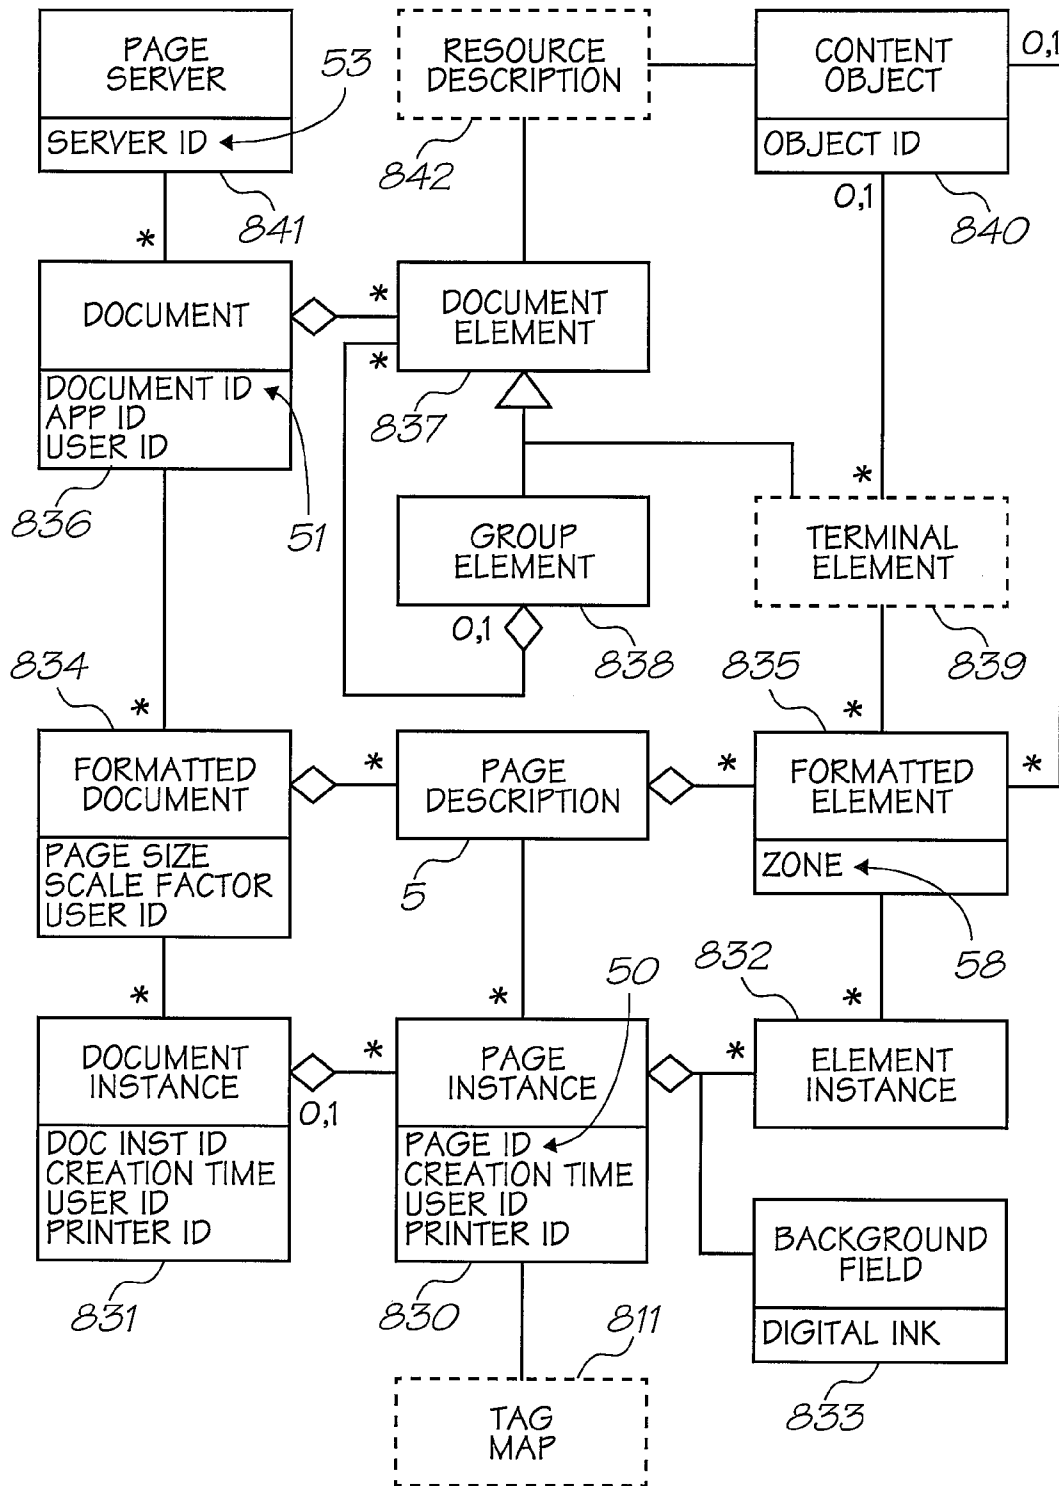 PAGE
SERVER
SERVER ID
53
841
*
RESOURCE
DESCRIPTION
842
CONTENT
OBJECT
OBJECT ID
0,1
0,1
840
DOCUMENT
DOCUMENT ID
APP ID
USER ID
836
51
*
*
DOCUMENT
ELEMENT
837
GROUP
ELEMENT
0,1
838
*
TERMINAL
ELEMENT
839
834
*
FORMATTED
DOCUMENT
PAGE SIZE
SCALE FACTOR
USER ID
*
PAGE
DESCRIPTION
5
835
*
*
*
FORMATTED
ELEMENT
ZONE
58
*
DOCUMENT
INSTANCE
0,1
DOC INST ID
CREATION TIME
USER ID
PRINTER ID
831
*
*
50
PAGE
INSTANCE
PAGE ID
CREATION TIME
USER ID
PRINTER ID
830
832
*
*
ELEMENT
INSTANCE
BACKGROUND
FIELD
DIGITAL INK
833
811
TAG
MAP